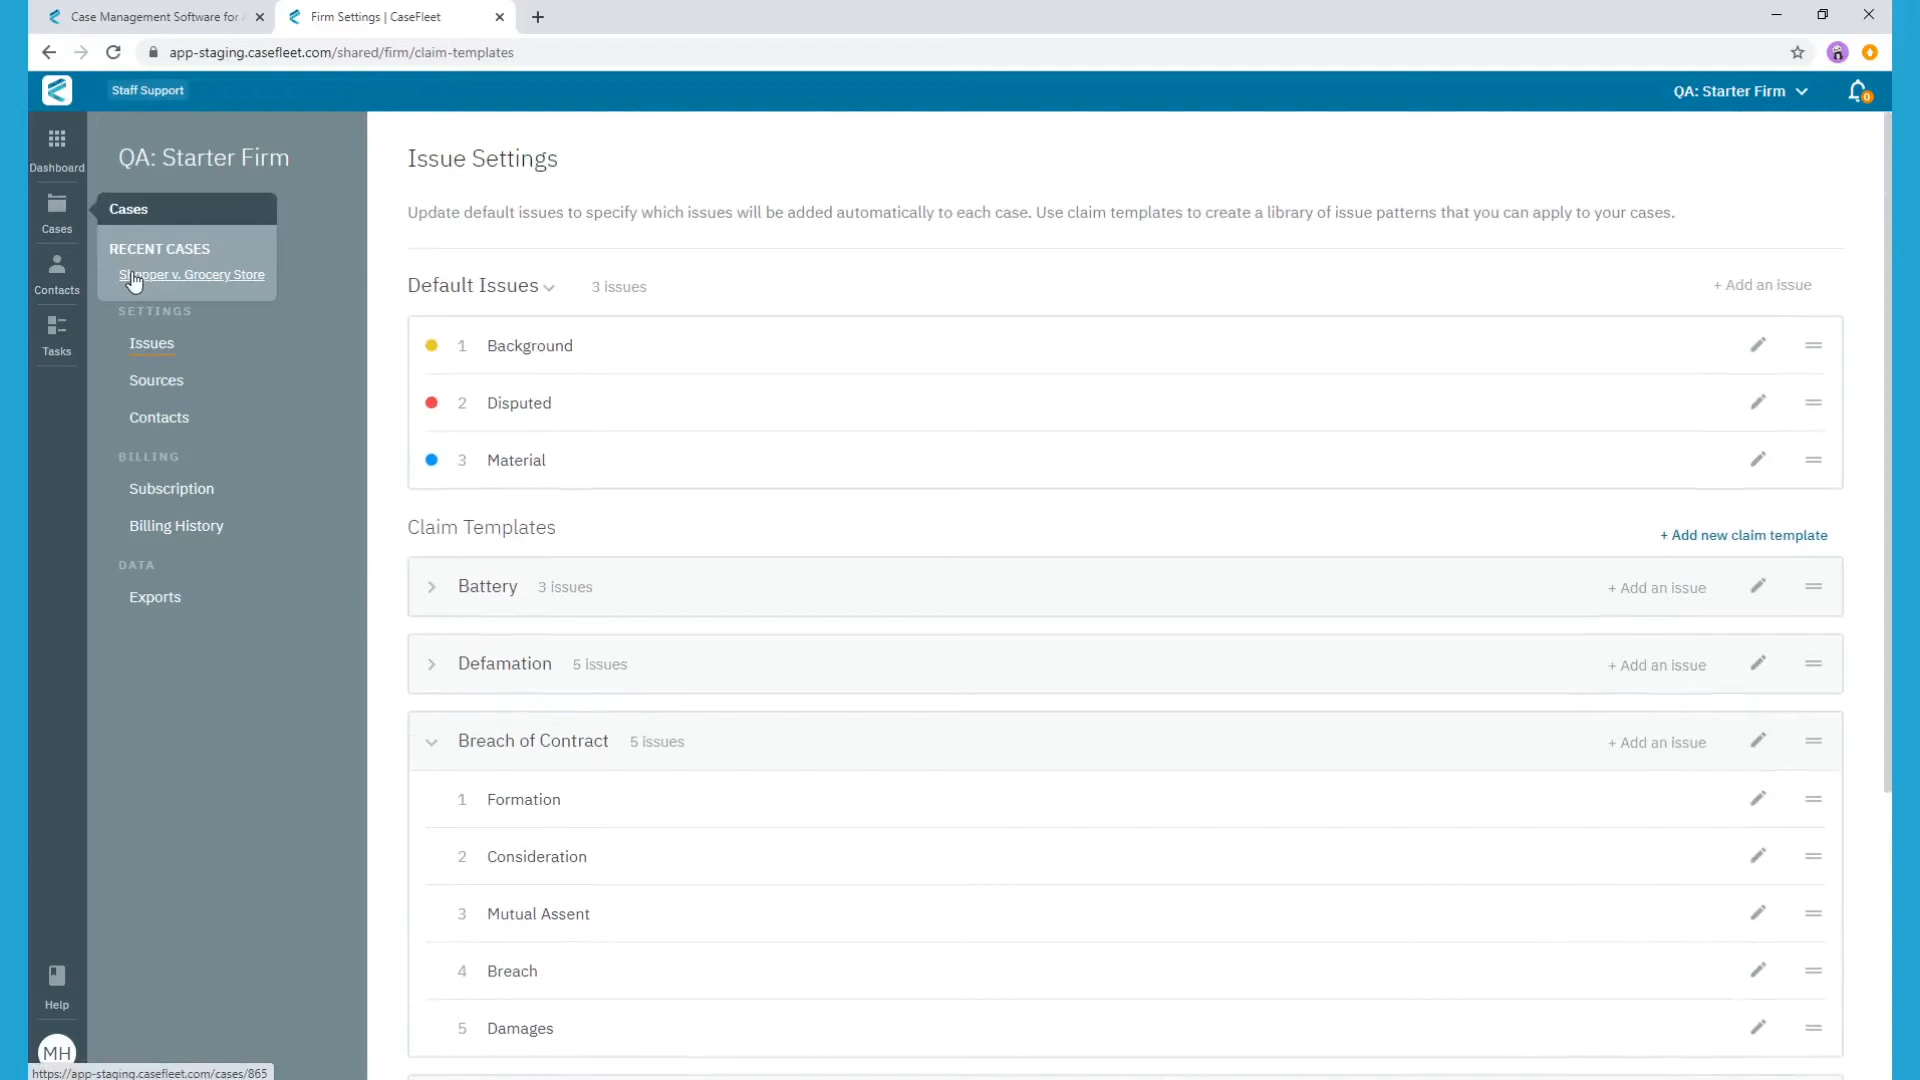 Case Management Software for
Firm Settings | CaseFleet
app-staging.casefleet.com/shared/firm/claim-templates
Staff Support
QA: Starter Firm
0
Dashboard
Cases
Contacts
Tasks
Help
MH
QA: Starter Firm
Cases
RECENT CASES
Shopper v. Grocery Store
SETTINGS
Issues
Sources
Contacts
BILLING
Subscription
Billing History
DATA
Exports
Issue Settings
Update default issues to specify which issues will be added automatically to each case. Use claim templates to create a library of issue patterns that you can apply to your cases.
Default Issues 3 issues + Add an issue
1 Background
2 Disputed
3 Material
Claim Templates + Add new claim template
Battery 3 issues + Add an issue
Defamation 5 issues + Add an issue
Breach of Contract 5 issues + Add an issue
1 Formation
2 Consideration
3 Mutual Assent
4 Breach
5 Damages
https://app-staging.casefleet.com/cases/865